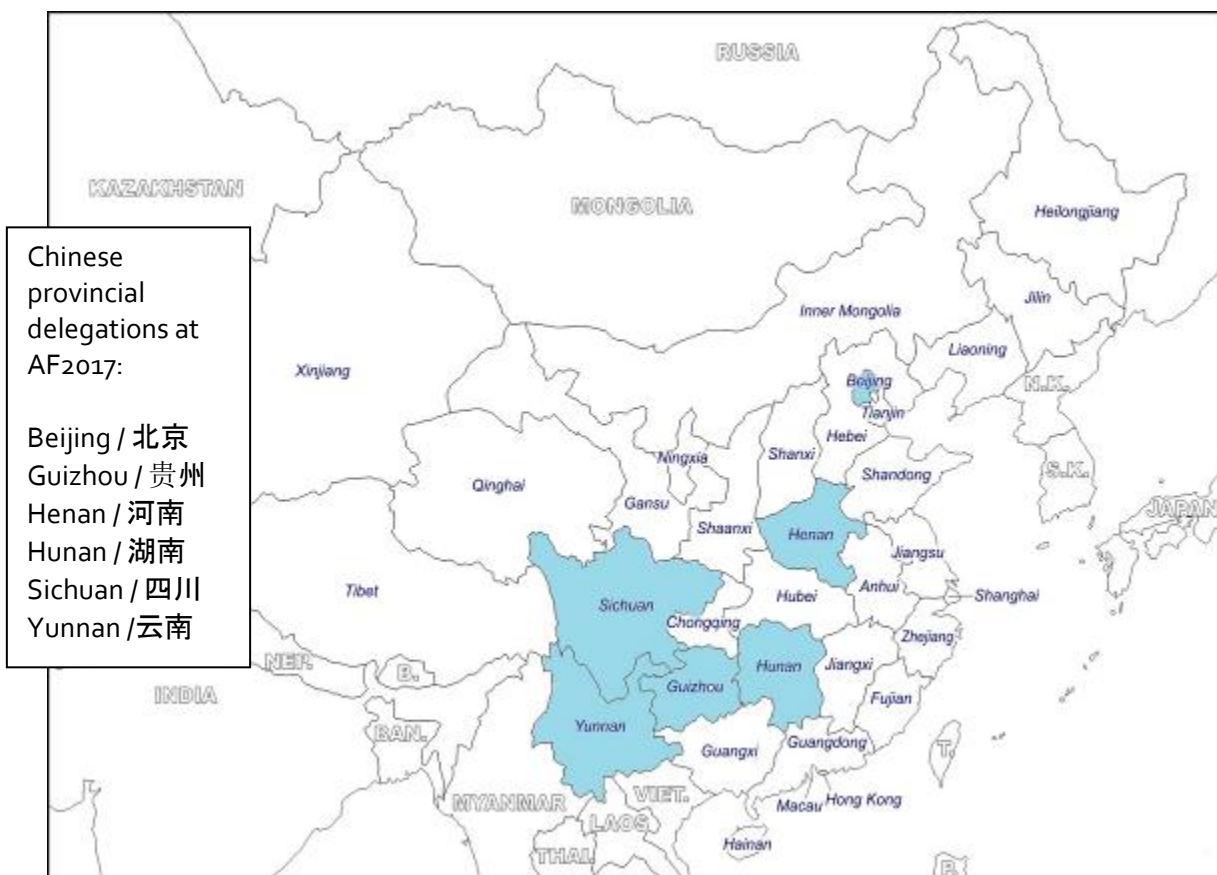 RUSSIA
KAZAKHSTAN
MONGOLIA
Heilongjiang
Chinese
provincial
delegations at
AF2017:
Beijing / 北京
Guizhou / 贵州
Henan / 河南
Hunan / 湖南
Sichuan / 四川
Yunnan /云南
Jilin
Inner Mongolia
Liaoning
Xinjiang
Beijing
N.K.
Tianjin
Hebei
Shanxi
Ningxia
Shandong
S.K.
Qinghai
Gansu
JAPAN
Shaanxi
Henan
Jiangsu
Tibet
Sichuan
Hubei
Anhui
Shanghai
Chongqing
Zhejiang
NEP.
B.
Hunan
Jiangxi
INDIA
Guizhou
Fujian
Yunnan
BAN.
Guangxi
Guangdong
T.
MYANMAR
VIET.
Macau
Hong Kong
LAOS
Hainan
THAI.
P.